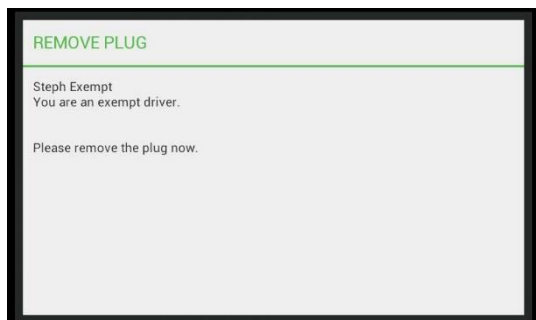 REMOVE PLUG
Steph Exempt
You are an exempt driver.
Please remove the plug now.